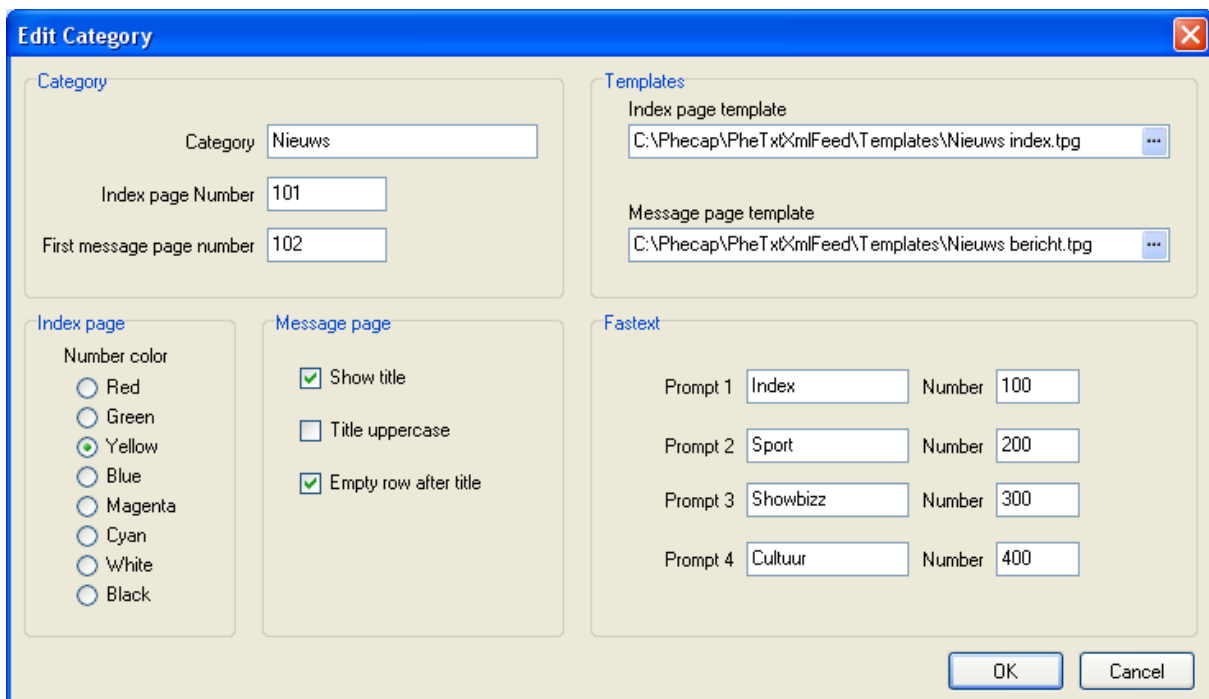 Edit Category
Category
Category Nieuws
Index page Number 101
First message page number 102
Templates
Index page template
C:\Phecap\PheTxtXmlFeed\Templates\Nieuws index.tpg ...
Message page template
C:\Phecap\PheTxtXmlFeed\Templates\Nieuws bericht.tpg ...
Index page
Number color
Red
Green
Yellow
Blue
Magenta
Cyan
White
Black
Message page
Show title
Title uppercase
Empty row after title
Fastext
Prompt 1 Index Number 100
Prompt 2 Sport Number 200
Prompt 3 Showbizz Number 300
Prompt 4 Cultuur Number 400
OK Cancel